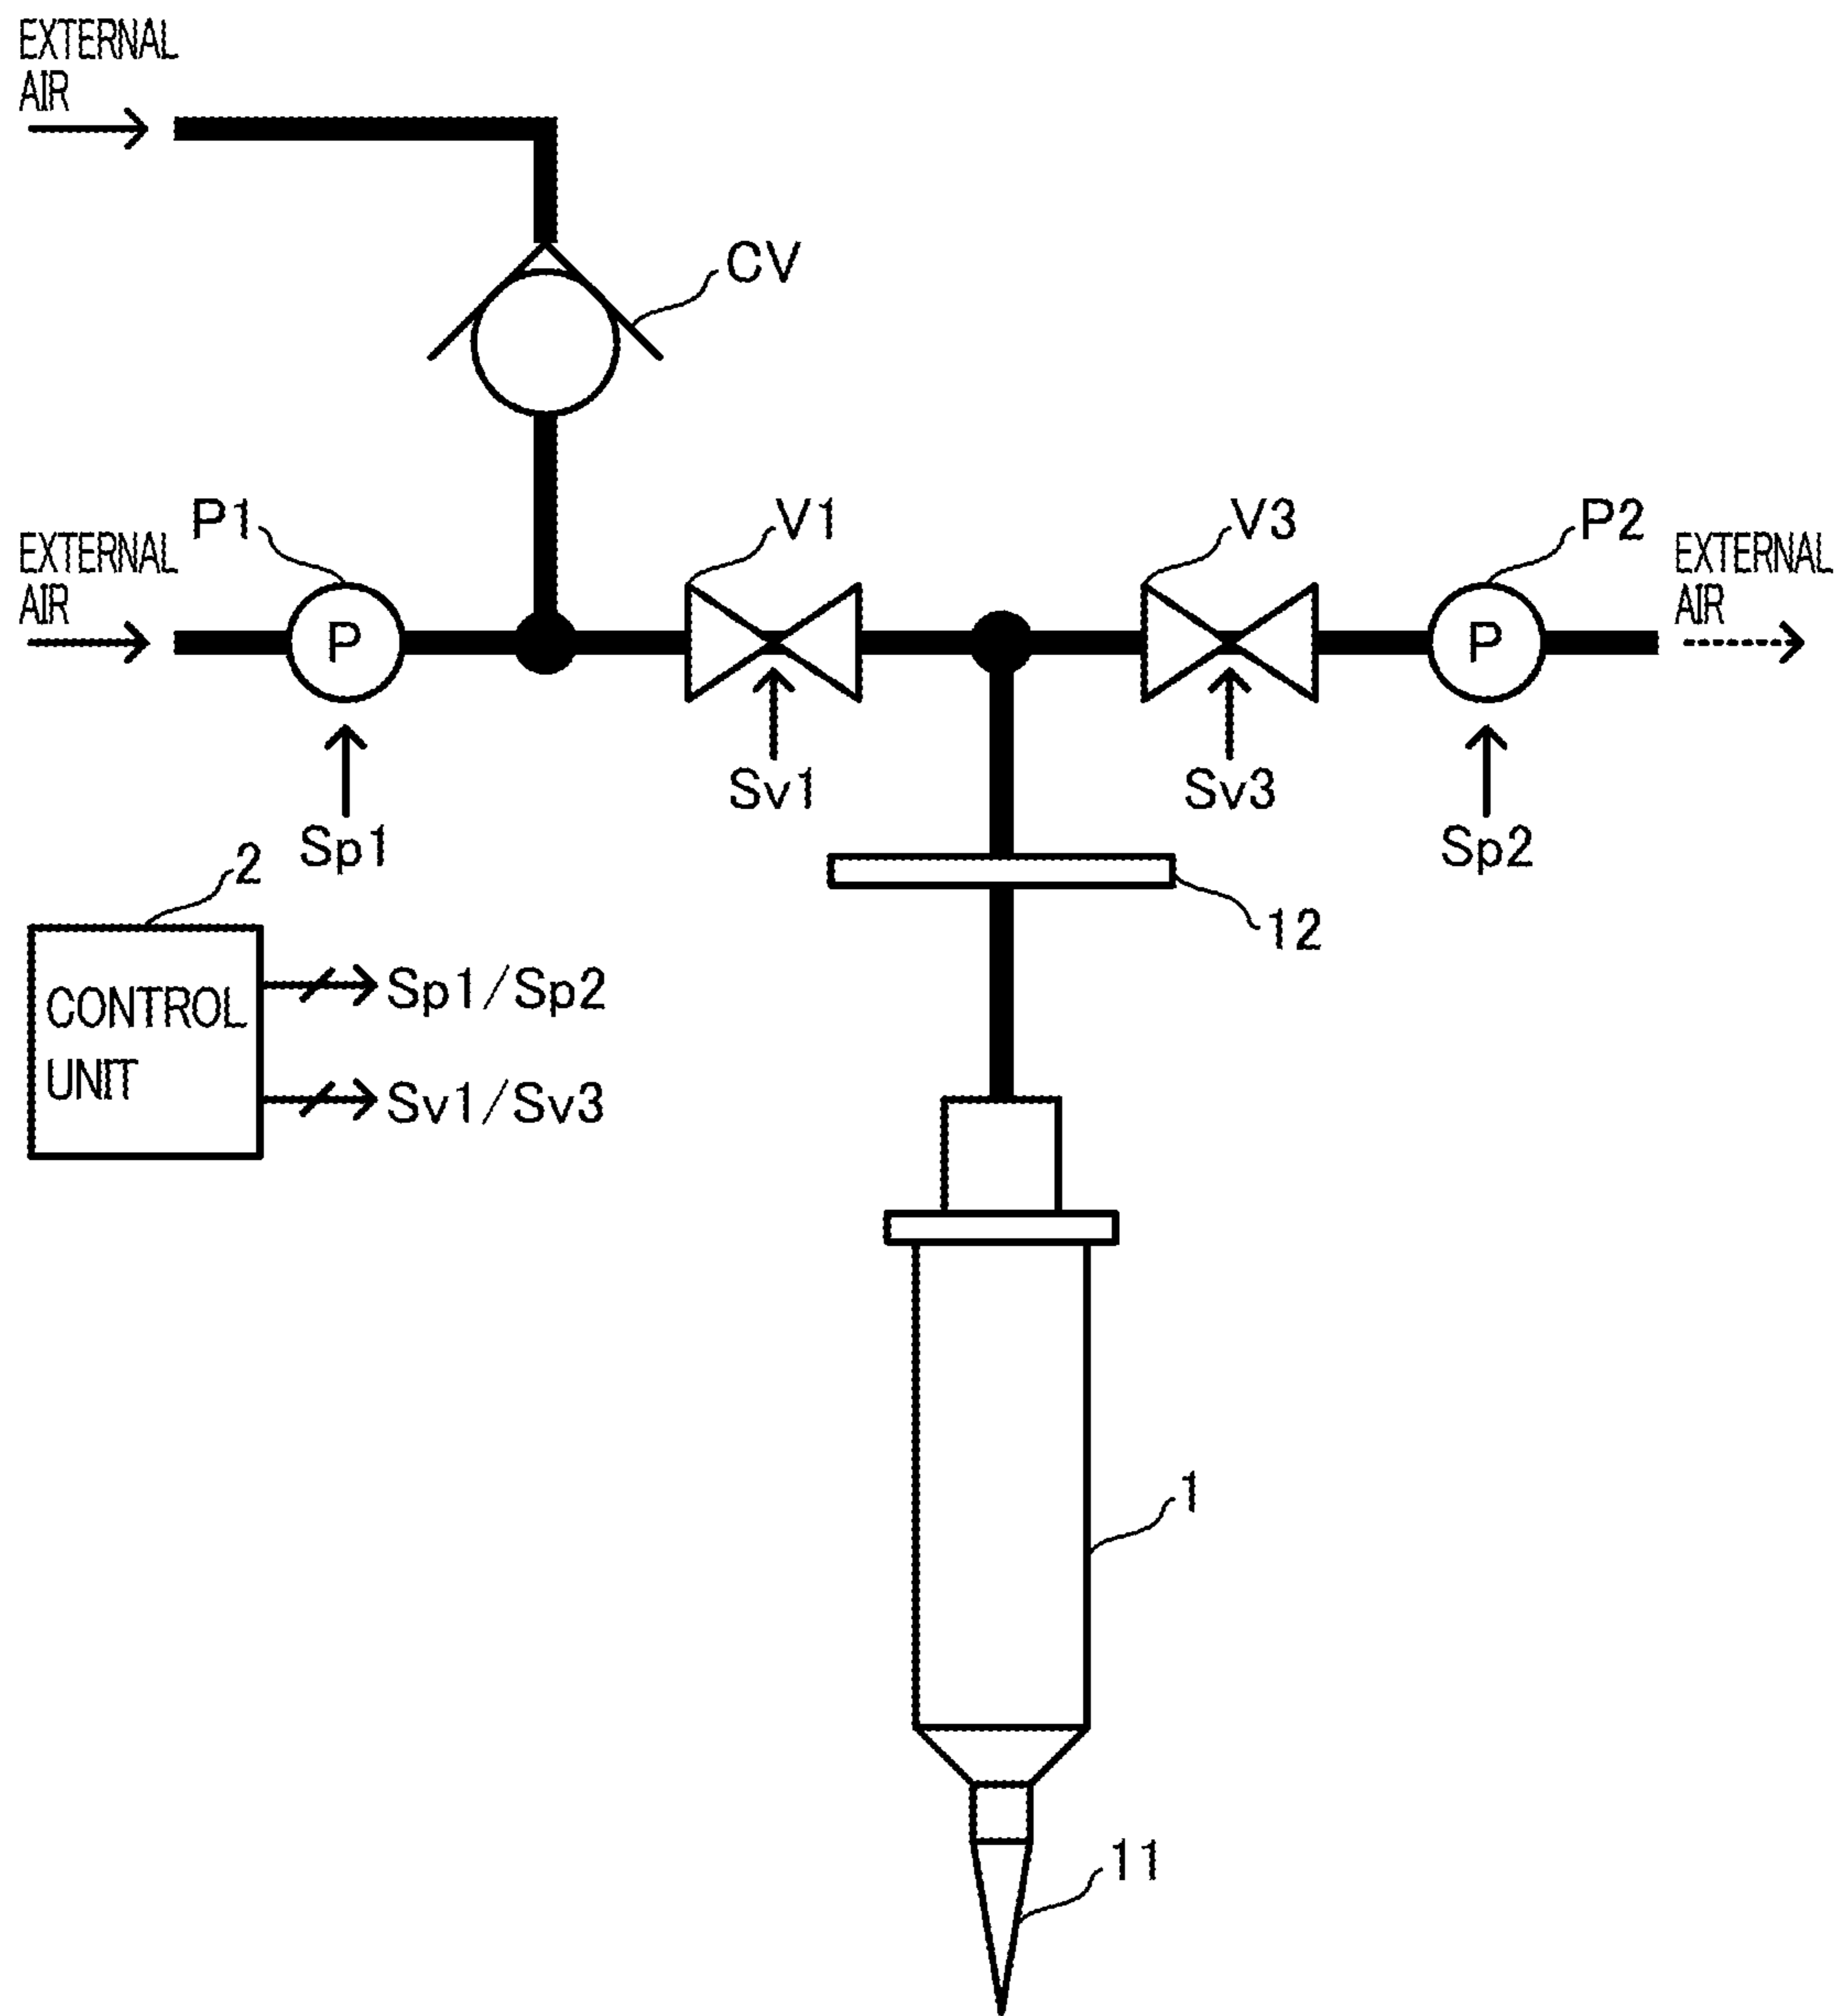 EXTERNAL
AIR
CV
P1
V1
V3
P2
EXTERNAL
AIR
P
P
EXTERNAL
AIR
Sv1
Sv3
Sp1
Sp2
2
12
CONTROL
UNIT
Sp1/Sp2
Sv1/Sv3
1
11